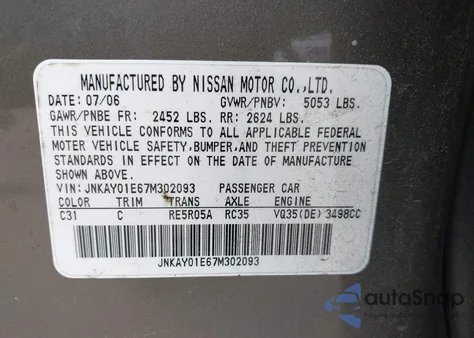 MANUFACTURED BY NISSAN MOTOR CO.,LTD.
DATE: 07/06 GVWR/PNBV: 5053 LBS.
GAWR/PNBE FR: 2452 LBS. RR: 2624 LBS.
THIS VEHICLE CONFORMS TO ALL APPLICABLE FEDERAL
MOTOR VEHICLE SAFETY, BUMPER, AND THEFT PREVENTION
STANDARDS IN EFFECT ON THE DATE OF MANUFACTURE
SHOWN ABOVE.
VIN: JNKAY01E67M302093 PASSENGER CAR
COLOR TRIM TRANS AXLE ENGINE
C31 C RE5R05A RC35 VQ35(DE) 3498CC
JNKAY01E67M302093
autaSnap